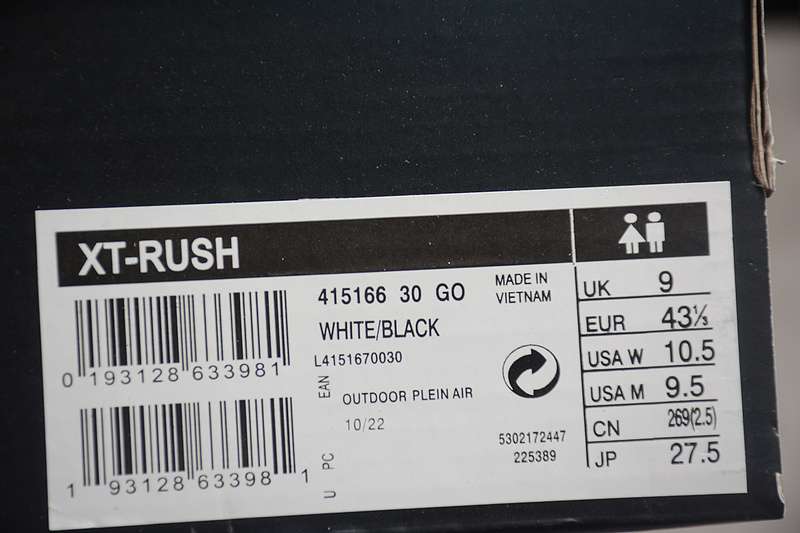 XT-RUSH
0 193128 633981
1 93128 63398 1
EAN
UPC
415166 30 GO
WHITE/BLACK
L4151670030
OUTDOOR PLEIN AIR
10/22
MADE IN
VIETNAM
5302172447
225389
UK 9
EUR 43⅓
USA W 10.5
USA M 9.5
CN 269(2.5)
JP 27.5